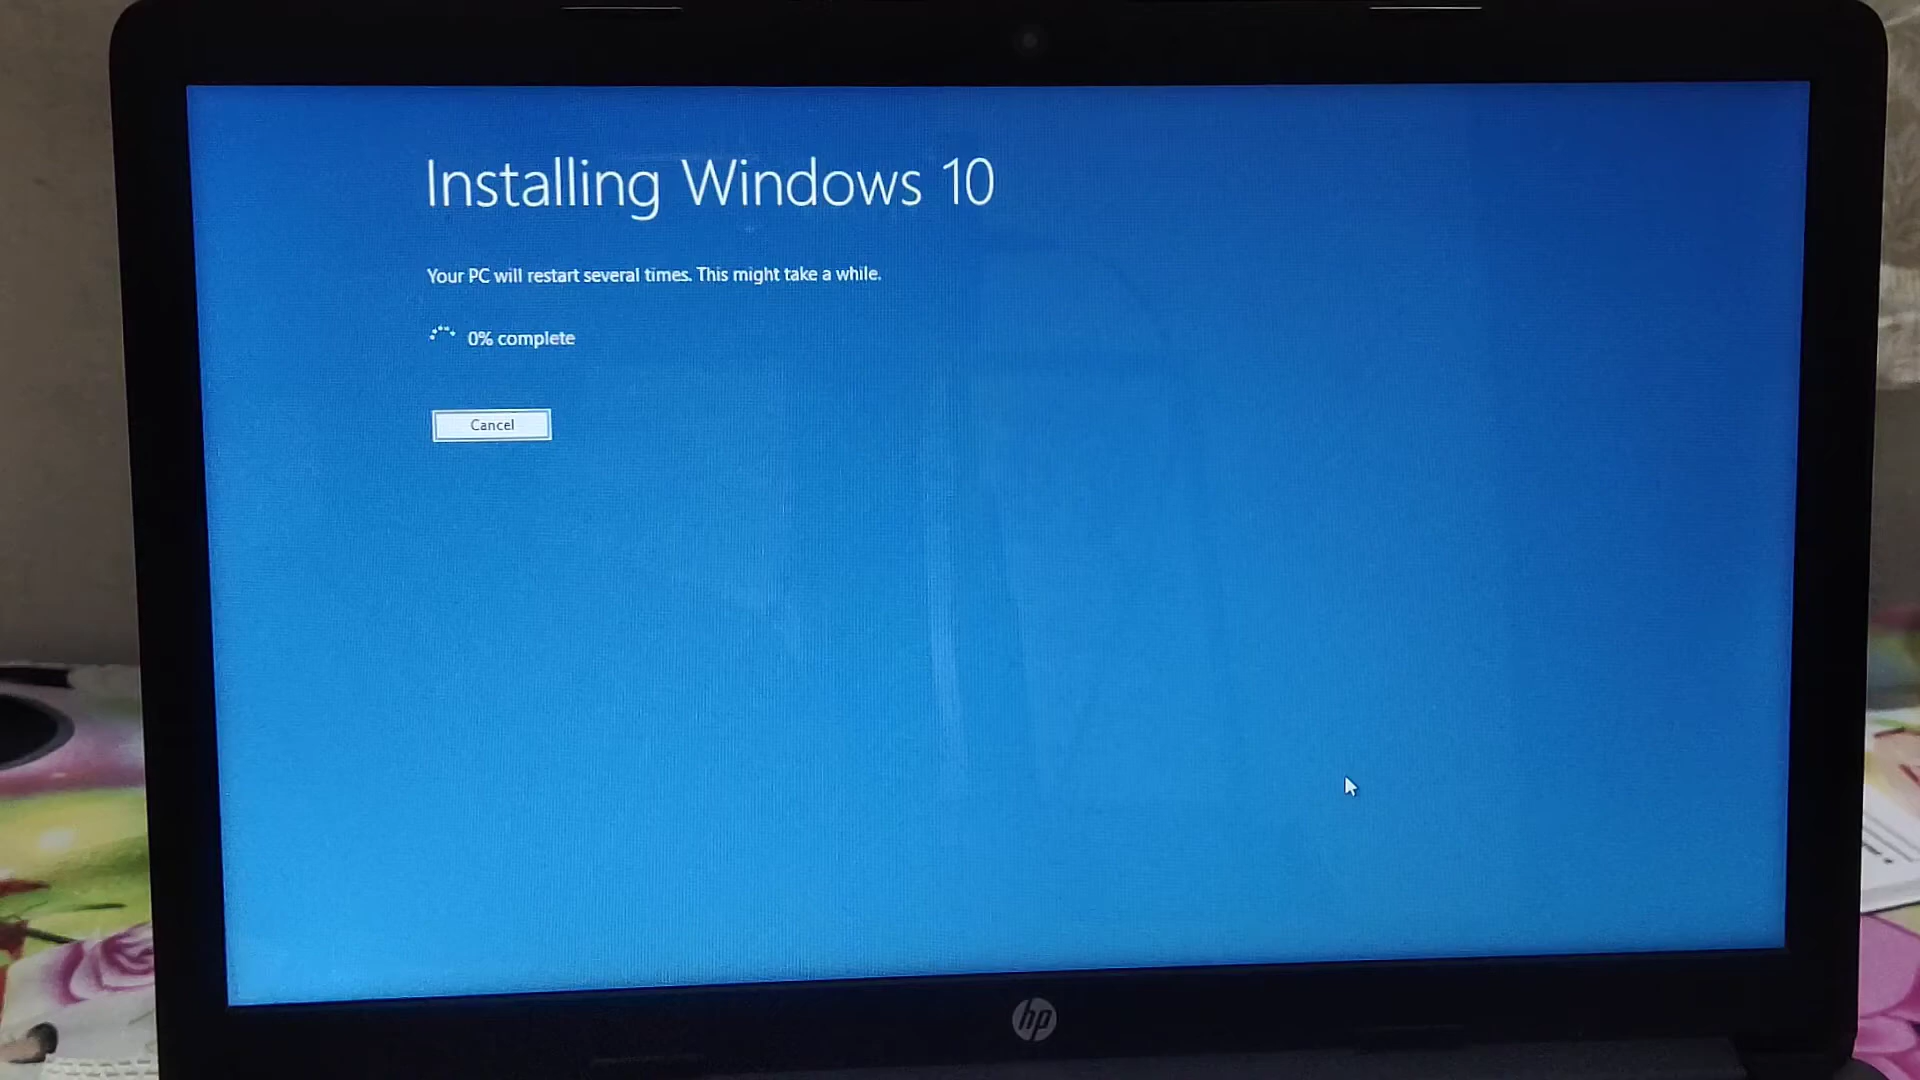 Installing Windows 10
Your PC will restart several times. This might take a while.
0% complete
Cancel
hp